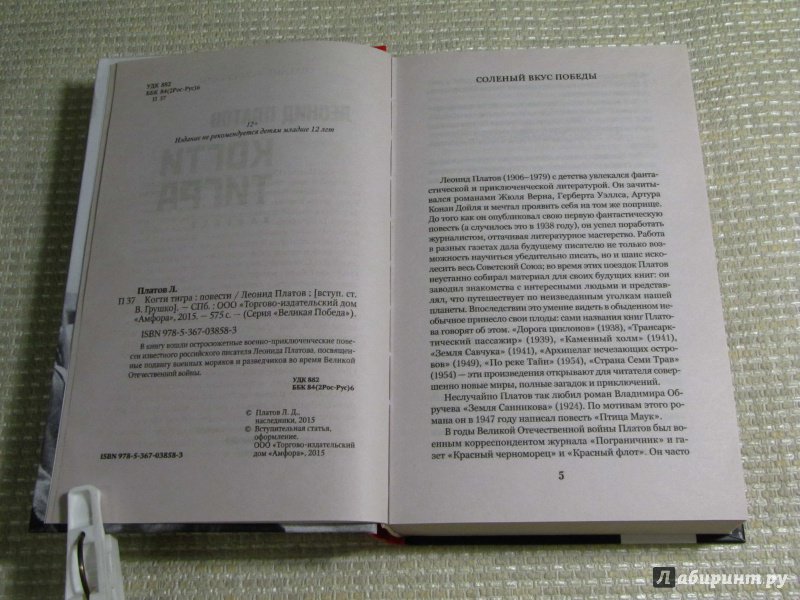 УДК 882
ББК 84(2Рос-Рус)6
П 37
12+
Издание не рекомендуется детям младше 12 лет
ЛЕОНИД ПЛАТОВ
КОГТИ
ТИГРА
Платов Л.
П 37 Когти тигра : повести / Леонид Платов ; [вступ. ст.
В. Грушко]. — СПб. : ООО «Торгово-издательский дом
«Амфора», 2015. — 575 с. — (Серия «Великая Победа»).
ISBN 978-5-367-03858-3
В книгу вошли остросюжетные военно-приключенческие пове-
сти известного российского писателя Леонида Платова, посвящен-
ные подвигу военных моряков и разведчиков во время Великой
Отечественной войны.
УДК 882
ББК 84(2Рос-Рус)6
© Платов Л. Д.,
наследники, 2015
© Вступительная статья,
оформление.
ООО «Торгово-издательский
дом «Амфора», 2015
ISBN 978-5-367-03858-3
СОЛЕНЫЙ ВКУС ПОБЕДЫ
Леонид Платов (1906–1979) с детства увлекался фанта-
стической и приключенческой литературой. Он зачиты-
вался романами Жюля Верна, Герберта Уэллса, Артура
Конан Дойля и мечтал проявить себя на том же поприще.
До того как он опубликовал свою первую фантастическую
повесть (а случилось это в 1938 году), он успел поработать
журналистом, оттачивая литературное мастерство. Работа
в разных газетах дала будущему писателю не только воз-
можность научиться убедительно писать, но и шанс иско-
лесить весь Советский Союз; во время этих поездок Платов
неустанно собирал материал для своих будущих книг: он
заводил знакомства с интересными людьми и представ-
лял, что путешествует по неизведанным уголкам нашей
планеты. Впоследствии это умение видеть в обыденном нео-
бычное принесло свои плоды: сами названия книг Плато-
ва говорят об этом. «Дорога циклонов» (1938), «Трансарк-
тический пассажир» (1939), «Каменный холм» (1941),
«Земля Савчука» (1941), «Архипелаг исчезающих остро-
вов» (1949), «По реке Тайн» (1954), «Страна Семи Трав»
(1954) — эти произведения открывают для читателя совер-
шенно новые миры, полные загадок и приключений.
Неслучайно Платов так любил роман Владимира Об-
ручева «Земля Санникова» (1924). По мотивам этого ро-
мана он в 1947 году написал повесть «Птица Маук».
В годы Великой Отечественной войны Платов был во-
енным корреспондентом журнала «Пограничник» и га-
зет «Красный черноморец» и «Красный флот». Он часто
5
Лабиринт.ру